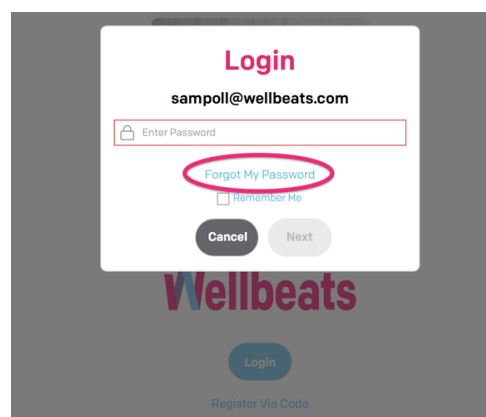 Login
sampoll@wellbeats.com
Enter Password
Forgot My Password
Remember Me
Cancel
Next
Wellbeats
Login
Register Via Code